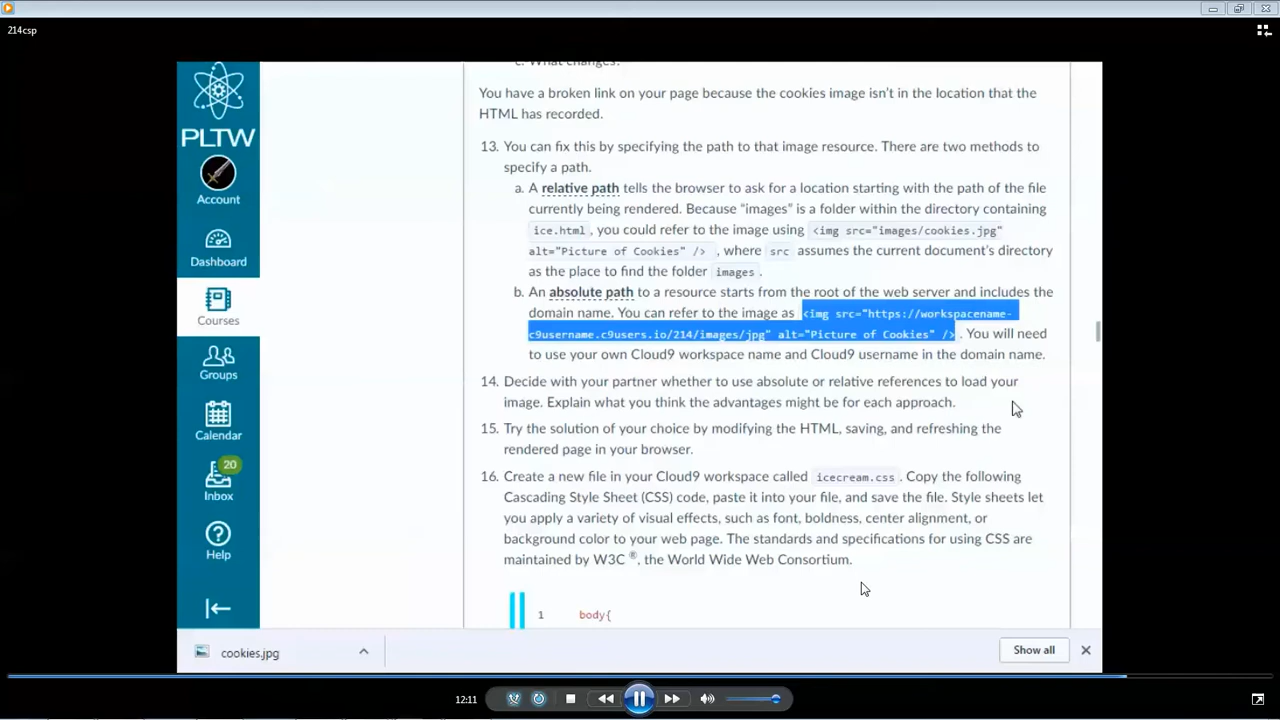 214csp
PLTW
Account
Dashboard
Courses
Groups
Calendar
20
Inbox
Help
c. What changes?
You have a broken link on your page because the cookies image isn't in the location that the
HTML has recorded.
13. You can fix this by specifying the path to that image resource. There are two methods to
specify a path.
a. A relative path tells the browser to ask for a location starting with the path of the file
currently being rendered. Because "images" is a folder within the directory containing
ice.html, you could refer to the image using <img src="images/cookies.jpg"
alt="Picture of Cookies" /> , where src assumes the current document's directory
as the place to find the folder images.
b. An absolute path to a resource starts from the root of the web server and includes the
domain name. You can refer to the image as <img src="https://workspacename-
c9username.c9users.io/214/images/jpg" alt="Picture of Cookies" /> . You will need
to use your own Cloud9 workspace name and Cloud9 username in the domain name.
14. Decide with your partner whether to use absolute or relative references to load your
image. Explain what you think the advantages might be for each approach.
15. Try the solution of your choice by modifying the HTML, saving, and refreshing the
rendered page in your browser.
16. Create a new file in your Cloud9 workspace called icecream.css. Copy the following
Cascading Style Sheet (CSS) code, paste it into your file, and save the file. Style sheets let
you apply a variety of visual effects, such as font, boldness, center alignment, or
background color to your web page. The standards and specifications for using CSS are
maintained by W3C ®, the World Wide Web Consortium.
1 body{
cookies.jpg
Show all
12:11